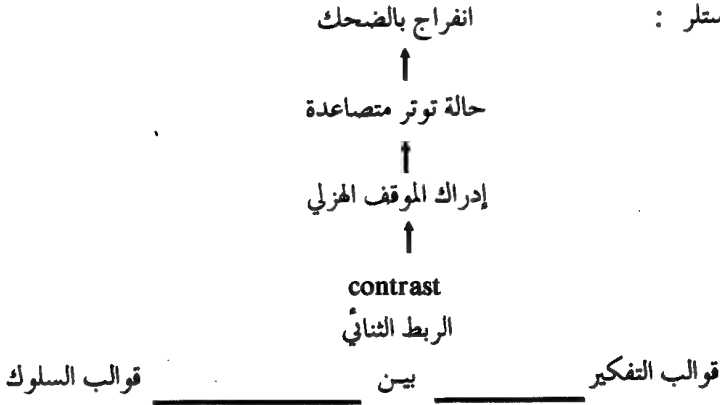 ستلر :
انفراج بالضحك
حالة توتر متصاعدة
إدراك الموقف الهزلي
contrast
الربط الثنائي
قوالب التفكير بين قوالب السلوك